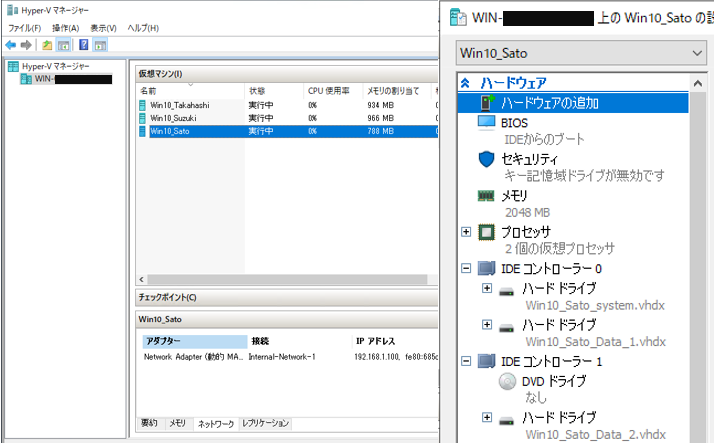 Hyper-V マネージャー
ファイル(F) 操作(A) 表示(V) ヘルプ(H)
Hyper-V マネージャー
WIN-
仮想マシン(I)
名前 状態 CPU 使用率 メモリの割り当て
Win10_Takahashi 実行中 0% 934 MB
Win10_Suzuki 実行中 0% 966 MB
Win10_Sato 実行中 0% 788 MB
チェックポイント(C)
Win10_Sato
アダプター 接続 IP アドレス
Network Adapter (動的 MA... Internal-Network-1 192.168.1.100, fe80:685c
要約 メモリ ネットワーク レプリケーション
WIN- 上の Win10_Sato の設
Win10_Sato
ハードウェア
ハードウェアの追加
BIOS
IDEからのブート
セキュリティ
キー記憶域ドライブが無効です
メモリ
2048 MB
プロセッサ
2 個の仮想プロセッサ
IDE コントローラー 0
ハード ドライブ
Win10_Sato_system.vhdx
ハード ドライブ
Win10_Sato_Data_1.vhdx
IDE コントローラー 1
DVD ドライブ
なし
ハード ドライブ
Win10_Sato_Data_2.vhdx